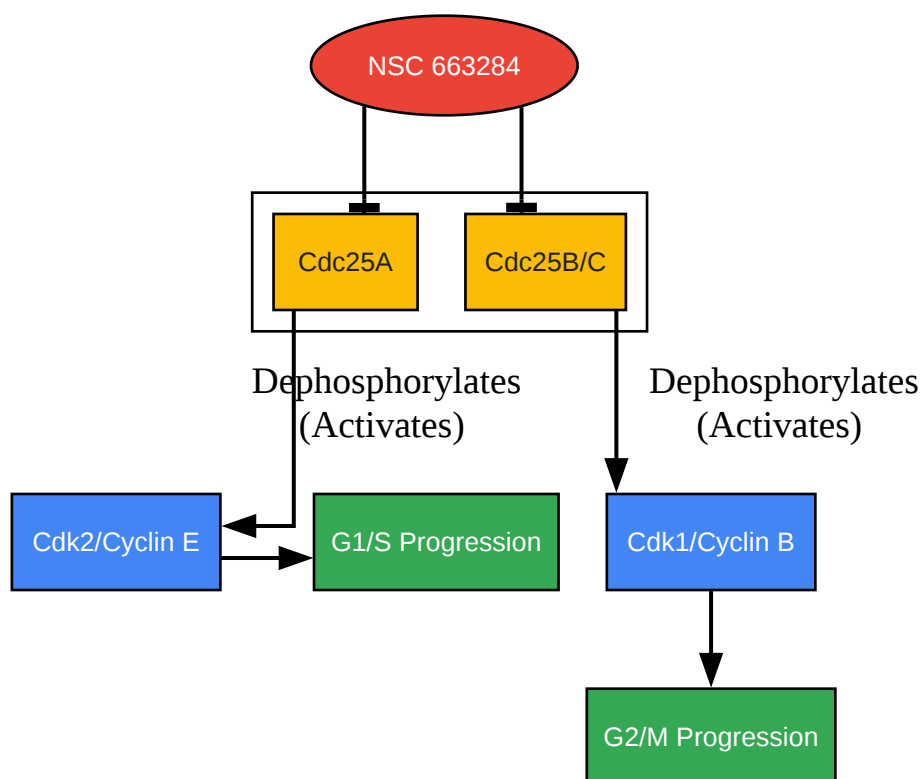 NSC 663284
Cdc25A
Cdc25B/C
Dephosphorylates
(Activates)
Dephosphorylates
(Activates)
Cdk2/Cyclin E
G1/S Progression
Cdk1/Cyclin B
G2/M Progression